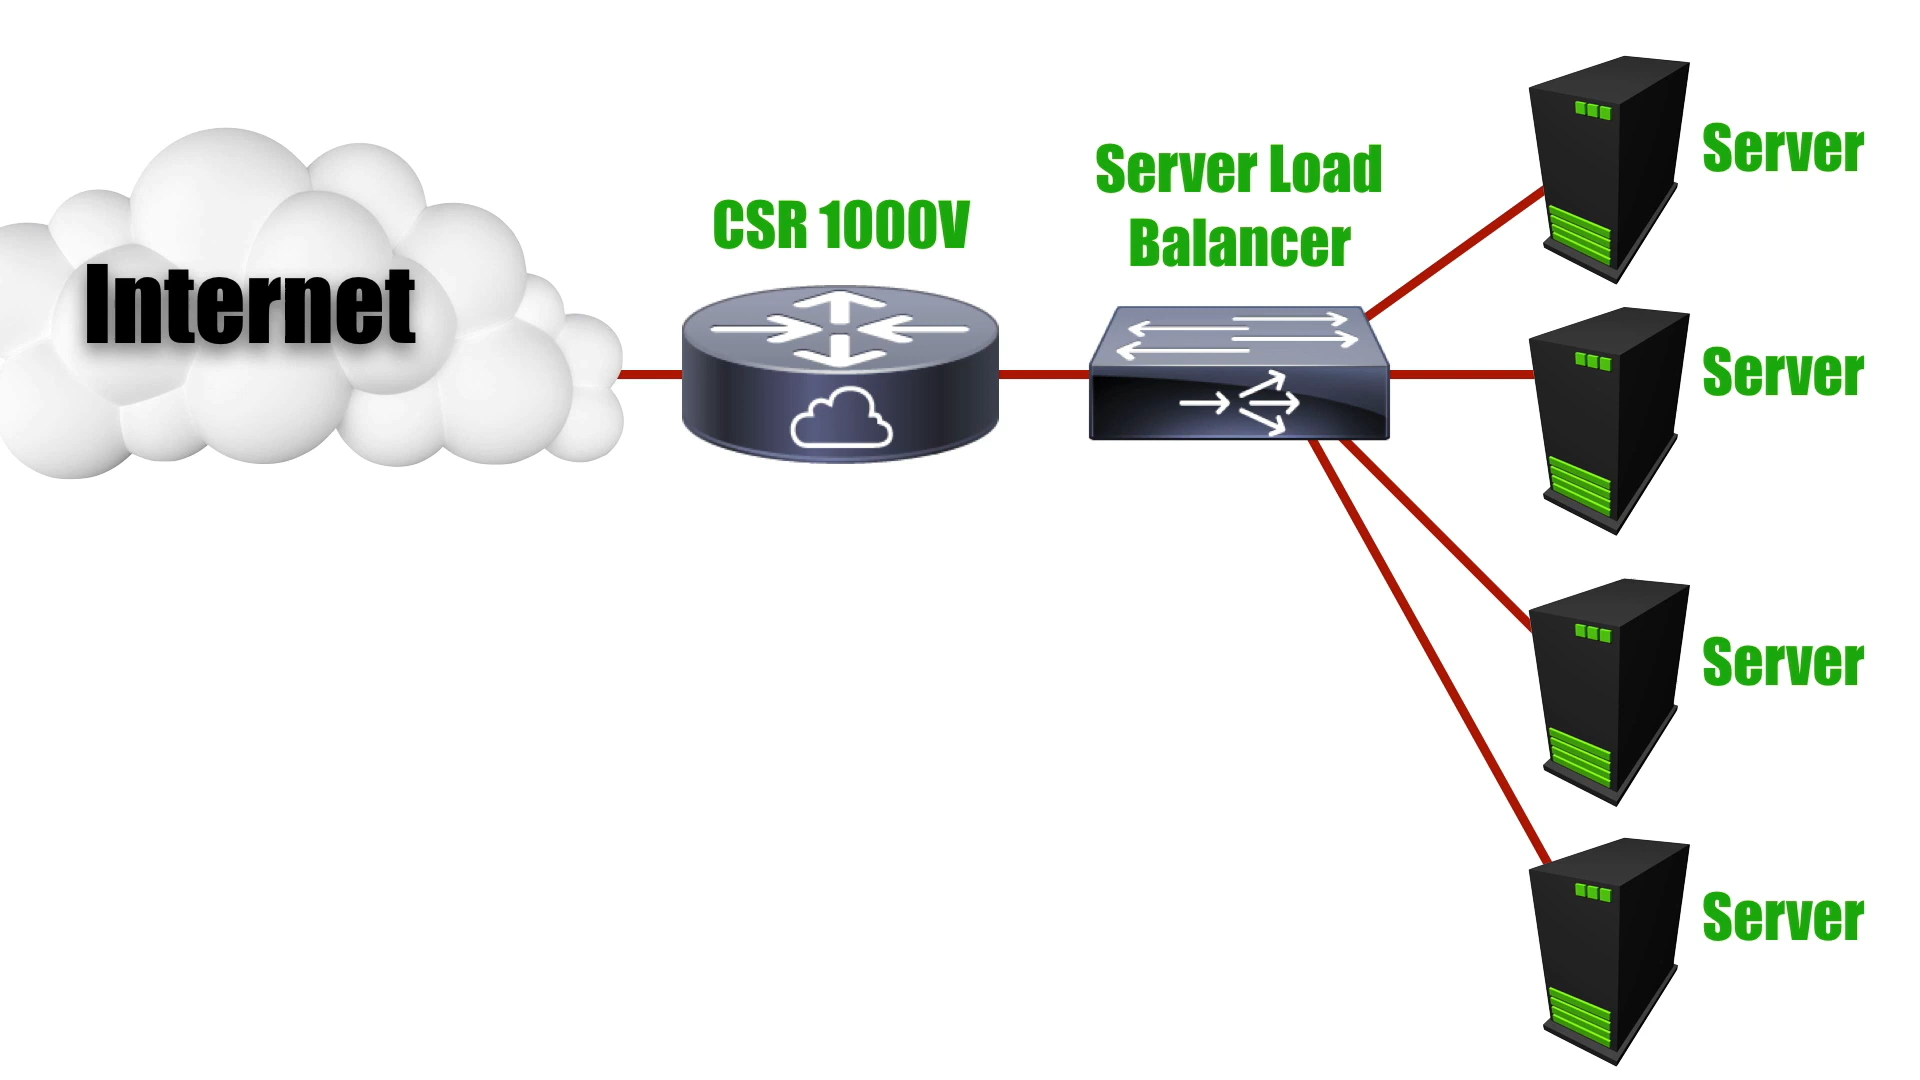 Internet
CSR 1000V
Server Load
Balancer
Server
Server
Server
Server